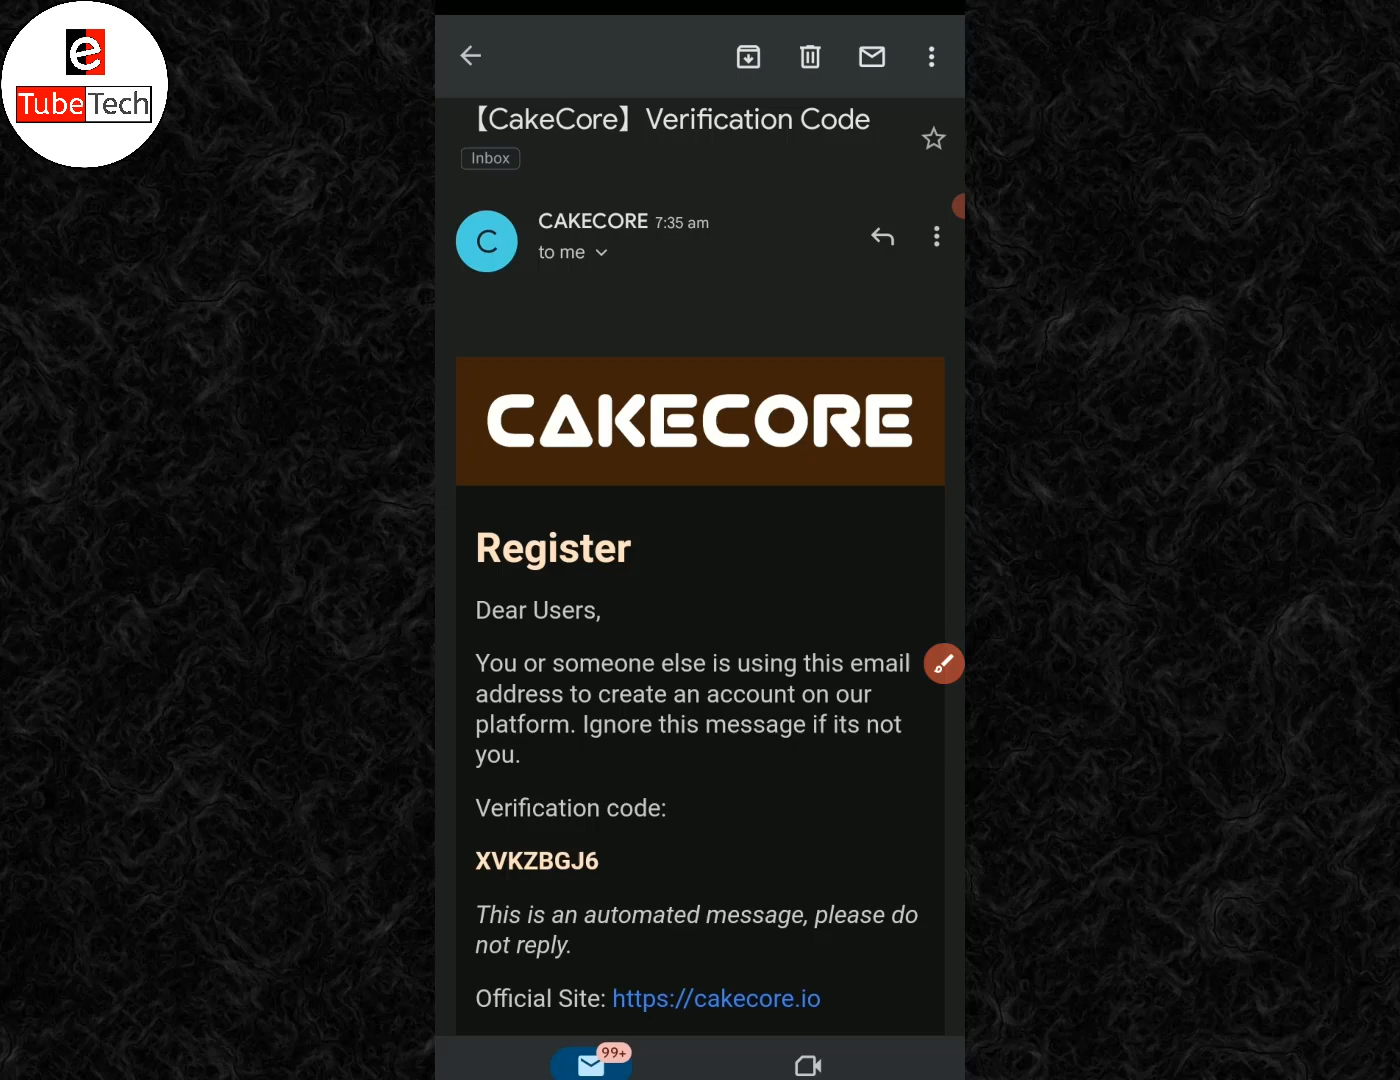 e
TubeTech
【CakeCore】Verification Code
Inbox
C
CAKECORE 7:35 am
to me
CAKECORE
Register
Dear Users,
You or someone else is using this email
address to create an account on our
platform. Ignore this message if its not
you.
Verification code:
XVKZBGJ6
This is an automated message, please do
not reply.
Official Site: https://cakecore.io
99+